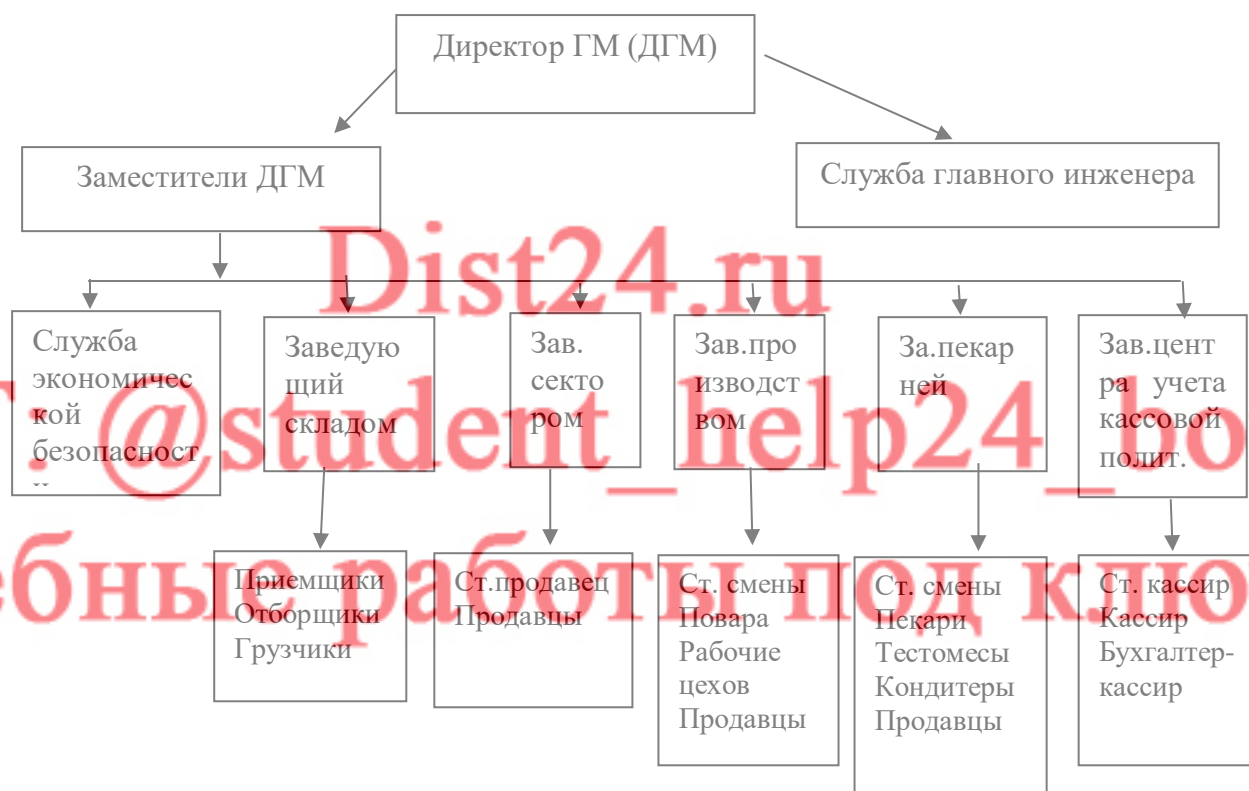 Директор ГМ (ДГМ)
Заместители ДГМ
Служба главного инженера
Dist24.ru
Служба
экономичес
кой
безопасност
Заведую
щий
складом
Зав.
секто
ром
Зав.про
изводст
вом
За.пекар
ней
Зав.цент
ра учета
кассовой
полит.
: @student_help24_bo
ебные работы под клю
Приемщики
Отборщики
Грузчики
Ст.продавец
Продавцы
Ст. смены
Повара
Рабочие
цехов
Продавцы
Ст. смены
Пекари
Тестомесы
Кондитеры
Продавцы
Ст. кассир
Кассир
Бухгалтер-
кассир